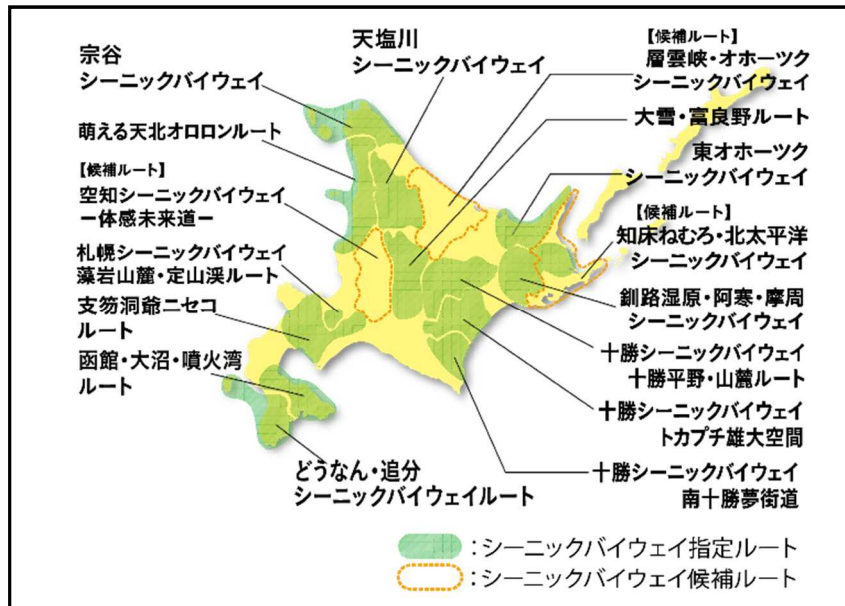 宗谷
シーニックバイウェイ
天塩川
シーニックバイウェイ
【候補ルート】
層雲峡・オホーツク
シーニックバイウェイ
萌える天北オロロンルート
大雪・富良野ルート
【候補ルート】
空知シーニックバイウェイ
ー体感未来道ー
東オホーツク
シーニックバイウェイ
札幌シーニックバイウェイ
藻岩山麓・定山渓ルート
【候補ルート】
知床ねむろ・北太平洋
シーニックバイウェイ
支笏洞爺ニセコ
ルート
釧路湿原・阿寒・摩周
シーニックバイウェイ
函館・大沼・噴火湾
ルート
十勝シーニックバイウェイ
十勝平野・山麓ルート
十勝シーニックバイウェイ
トカプチ雄大空間
どうなん・追分
シーニックバイウェイルート
十勝シーニックバイウェイ
南十勝夢街道
：シーニックバイウェイ指定ルート
：シーニックバイウェイ候補ルート